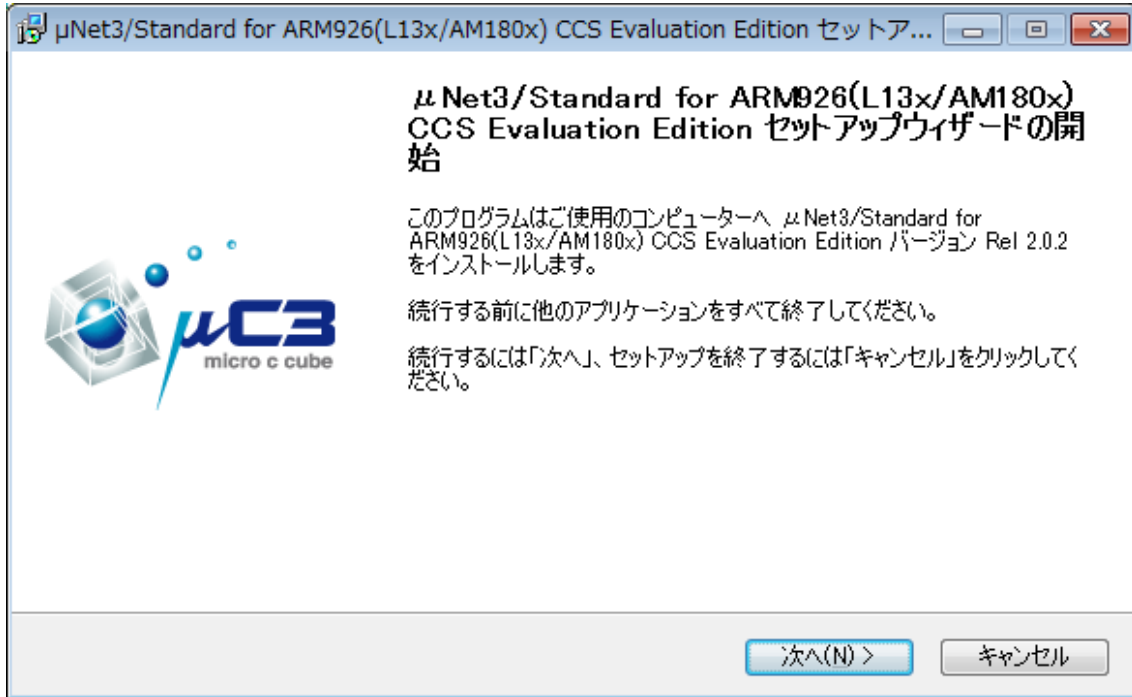 µNet3/Standard for ARM926(L13x/AM180x) CCS Evaluation Edition セットア...
μNet3/Standard for ARM926(L13x/AM180x)
CCS Evaluation Edition セットアップウィザードの開
始
このプログラムはご使用のコンピューターへ μNet3/Standard for
ARM926(L13x/AM180x) CCS Evaluation Edition バージョン Rel 2.0.2
をインストールします。
続行する前に他のアプリケーションをすべて終了してください。
続行するには「次へ」、セットアップを終了するには「キャンセル」をクリックしてく
ださい。
μC3
micro c cube
次へ(N) >
キャンセル